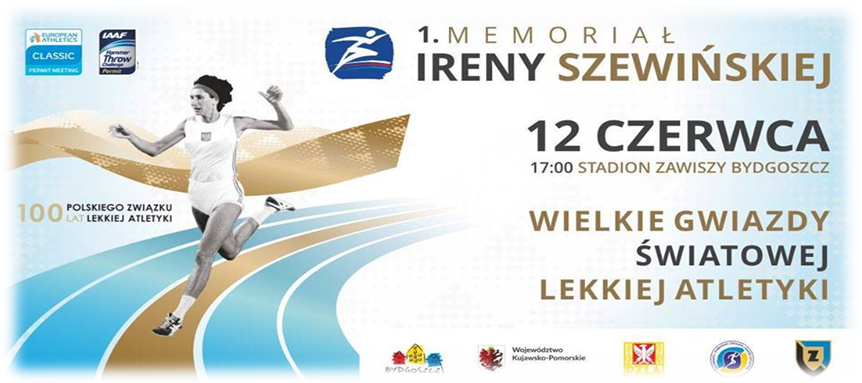 EUROPEAN
ATHLETICS
CLASSIC
PERMIT MEETING
IAAF
Hammer
Throw
Challenge
Permit
1. MEMORIAŁ
IRENY SZEWIŃSKIEJ
12 CZERWCA
17:00 STADION ZAWISZY BYDGOSZCZ
100 POLSKIEGO ZWIĄZKU
LAT LEKKIEJ ATLETYKI
WIELKIE GWIAZDY
ŚWIATOWEJ
LEKKIEJ ATLETYKI
BYDGOSZCZ
Województwo
Kujawsko-Pomorskie
PZLA
Z